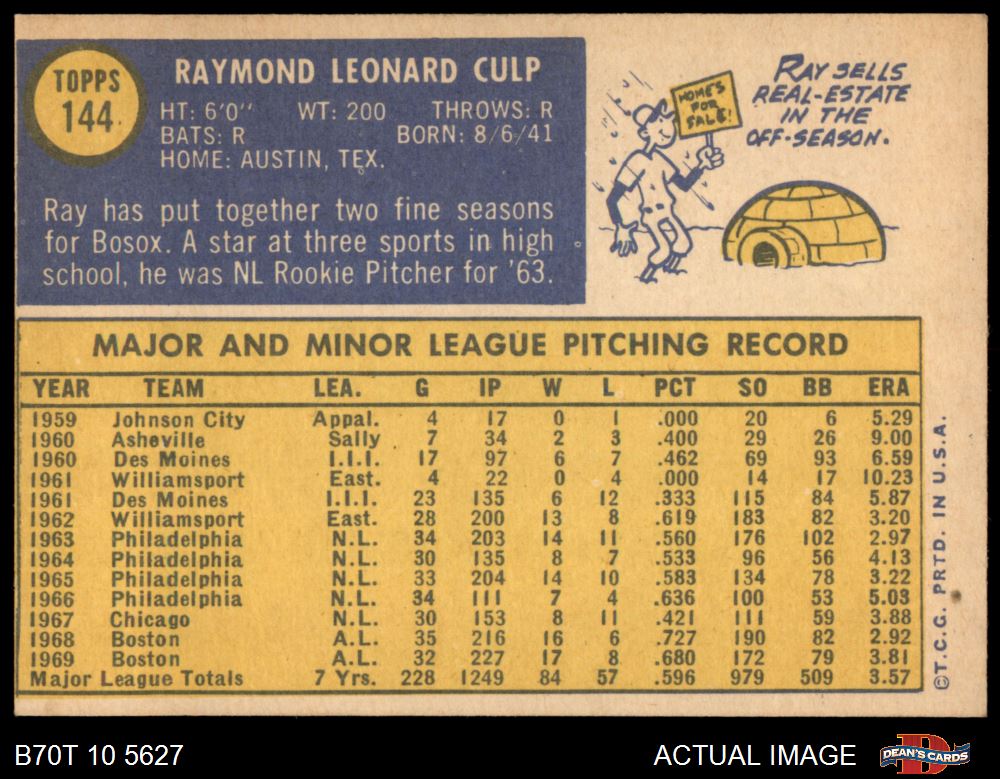 TOPPS
144
RAYMOND LEONARD CULP
HT: 6'0" WT: 200 THROWS: R
BATS: R BORN: 8/6/41
HOME: AUSTIN, TEX.
Ray has put together two fine seasons
for Bosox. A star at three sports in high
school, he was NL Rookie Pitcher for '63.
HOMES
FOR
SALE!
RAY SELLS
REAL-ESTATE
IN THE
OFF-SEASON.
MAJOR AND MINOR LEAGUE PITCHING RECORD
YEAR TEAM LEA. G IP W L PCT SO BB ERA
1959 Johnson City Appal. 4 17 0 1 .000 20 6 5.29
1960 Asheville Sally 7 34 2 3 .400 29 26 9.00
1960 Des Moines I.I.I. 17 97 6 7 .462 69 93 6.59
1961 Williamsport East. 4 22 0 4 .000 14 17 10.23
1961 Des Moines I.I.I. 23 135 6 12 .333 115 84 5.87
1962 Williamsport East. 28 200 13 8 .619 183 82 3.20
1963 Philadelphia N.L. 34 203 14 11 .560 176 102 2.97
1964 Philadelphia N.L. 30 135 8 7 .533 96 56 4.13
1965 Philadelphia N.L. 33 204 14 10 .583 134 78 3.22
1966 Philadelphia N.L. 34 111 7 4 .636 100 53 5.03
1967 Chicago N.L. 30 153 8 11 .421 111 59 3.88
1968 Boston A.L. 35 216 16 6 .727 190 82 2.92
1969 Boston A.L. 32 227 17 8 .680 172 79 3.81
Major League Totals 7 Yrs. 228 1249 84 57 .596 979 509 3.57
©T.C.G. PRTD. IN U.S.A.
B70T 10 5627
ACTUAL IMAGE
DEAN'S CARDS